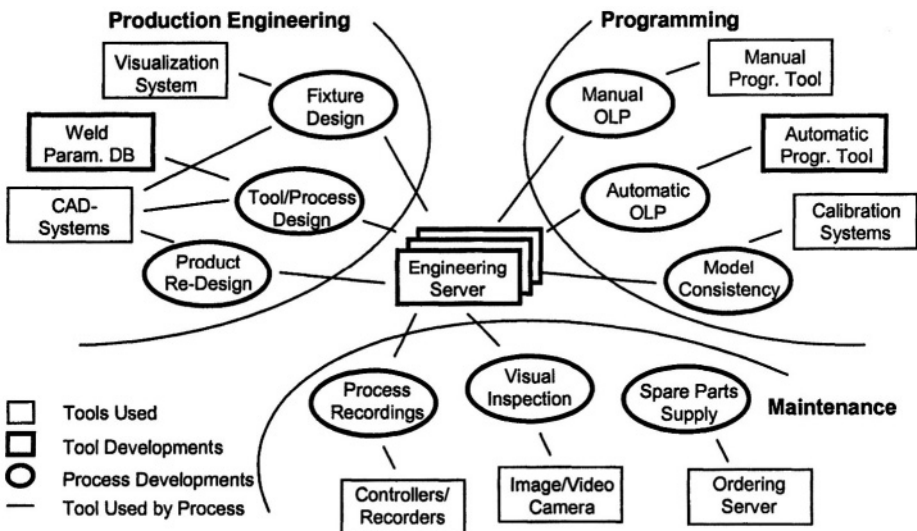 Production Engineering
Programming
Visualization
System
Fixture
Design
Manual
OLP
Manual
Progr. Tool
Weld
Param. DB
Automatic
Progr. Tool
CAD-
Systems
Tool/Process
Design
Automatic
OLP
Calibration
Systems
Product
Re-Design
Engineering
Server
Model
Consistency
Process
Recordings
Visual
Inspection
Spare Parts
Supply
Maintenance
Tools Used
Tool Developments
Process Developments
Tool Used by Process
Controllers/
Recorders
Image/Video
Camera
Ordering
Server